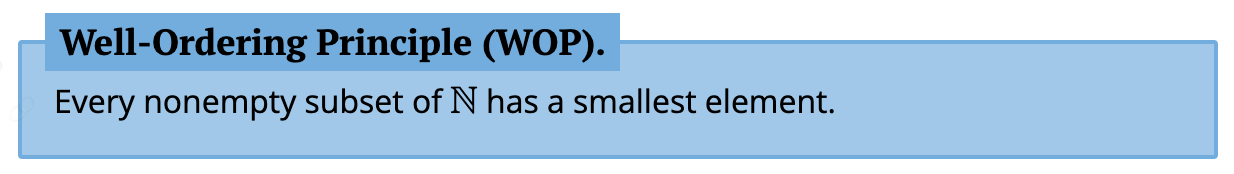 Well-Ordering Principle (WOP).
Every nonempty subset of ℕ has a smallest element.